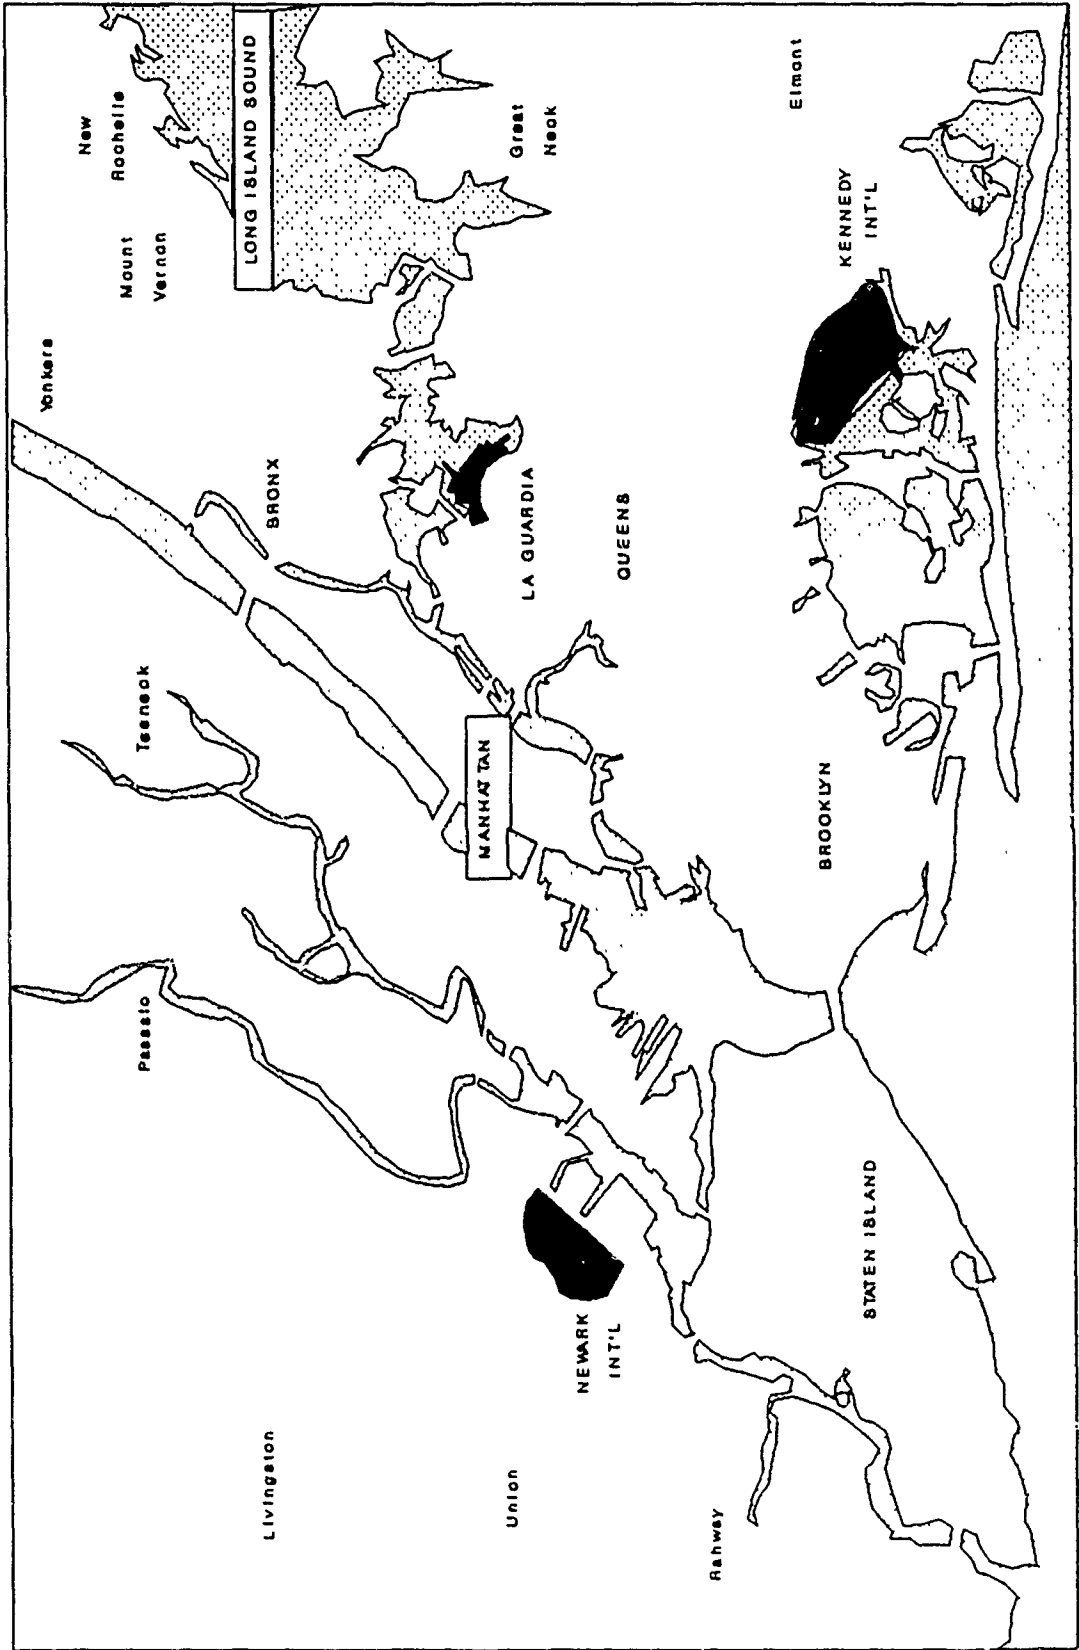 Yonkers
New
Rochelle
Mount
Vernon
Passaic
Teaneck
LONG ISLAND SOUND
Livingston
BRONX
MANHATTAN
Union
Great
Neck
LA GUARDIA
NEWARK
INT'L
QUEENS
Rahway
Elmont
BROOKLYN
KENNEDY
INT'L
STATEN ISLAND